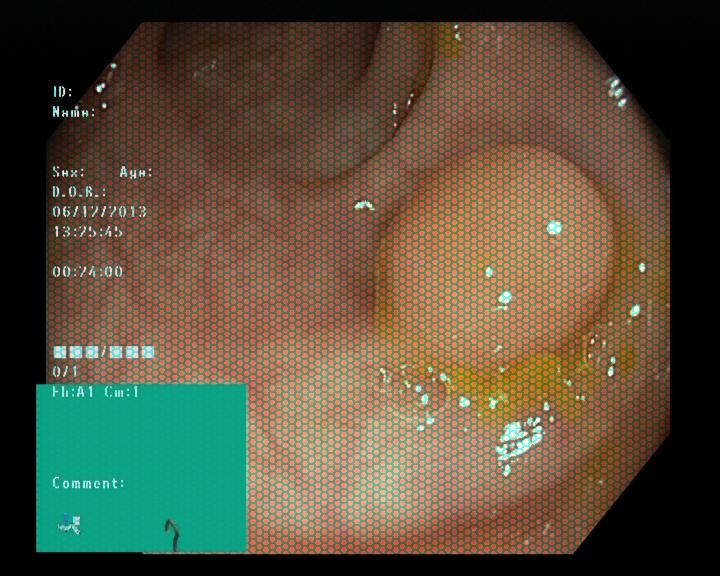 ID:
Name:
Sex: Age:
D.O.B.:
06/12/2013
13:25:45
00:24:00
■■■/■■■
0/1
Eh:A1 Cm:1
Comment: